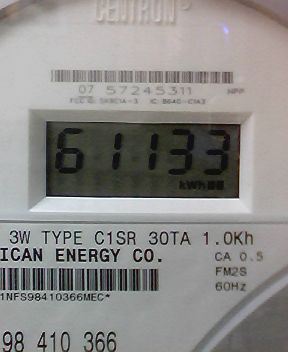 CENTRON®
07 57245311 NPP
61133
kWh
3W TYPE C1SR 30TA 1.0Kh
ICAN ENERGY CO. CA 0.5
FM2S
60Hz
1NFS98410366MEC*
98 410 366